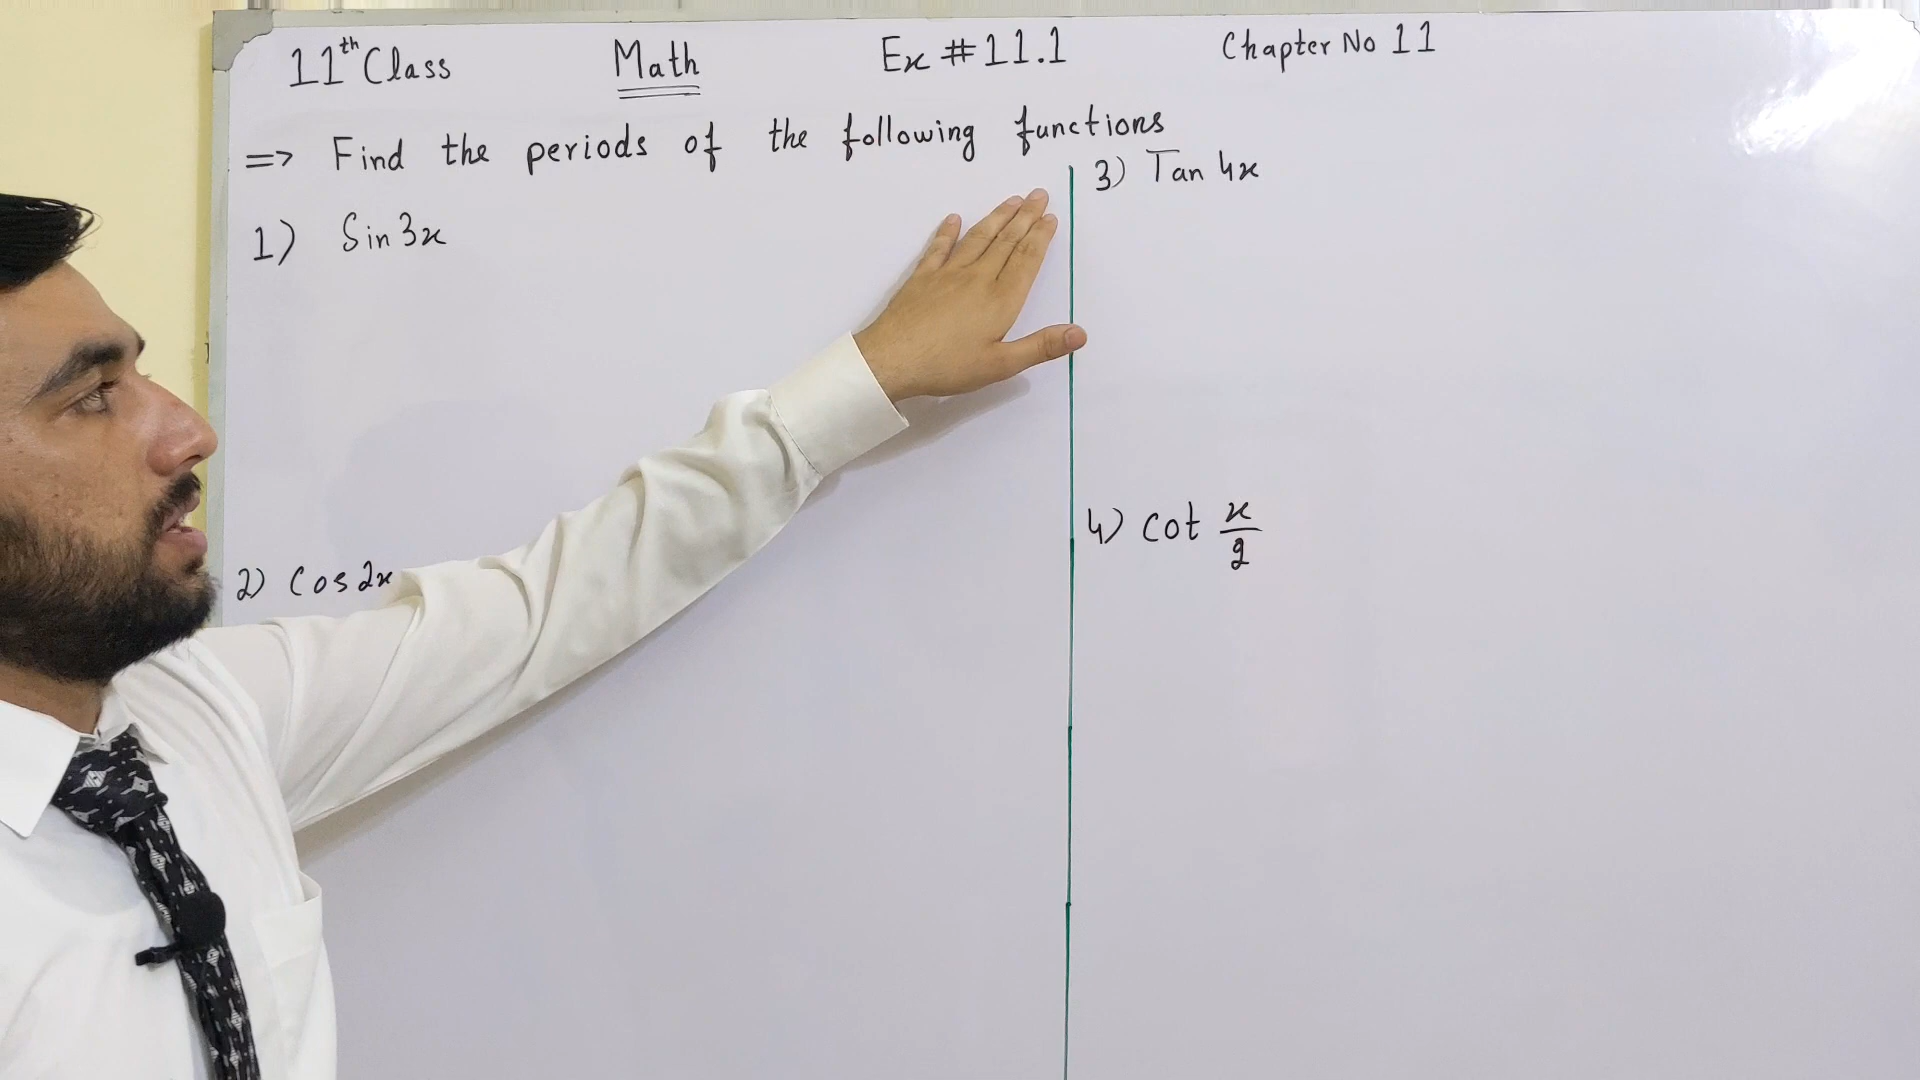 11th Class Math Ex # 11.1 Chapter No 11
=> Find the periods of the following functions
1) Sin 3x
2) Cos 2x
3) Tan 4x
4) cot x/2